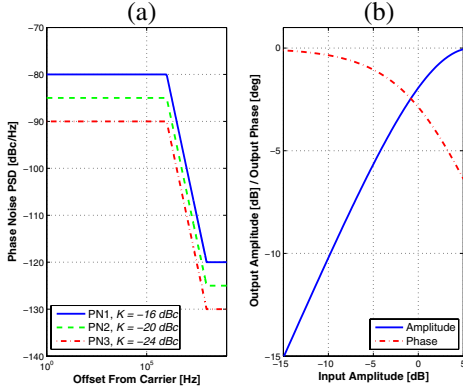 (a)
Phase Noise PSD [dBc/Hz]
−70
−80
−90
−100
−110
−120
−130
−140
10^0
10^5
Offset From Carrier [Hz]
PN1, K = −16 dBc
PN2, K = −20 dBc
PN3, K = −24 dBc
(b)
Output Amplitude [dB] / Output Phase [deg]
0
−5
−10
−15
−15
−10
−5
0
5
Input Amplitude [dB]
Amplitude
Phase